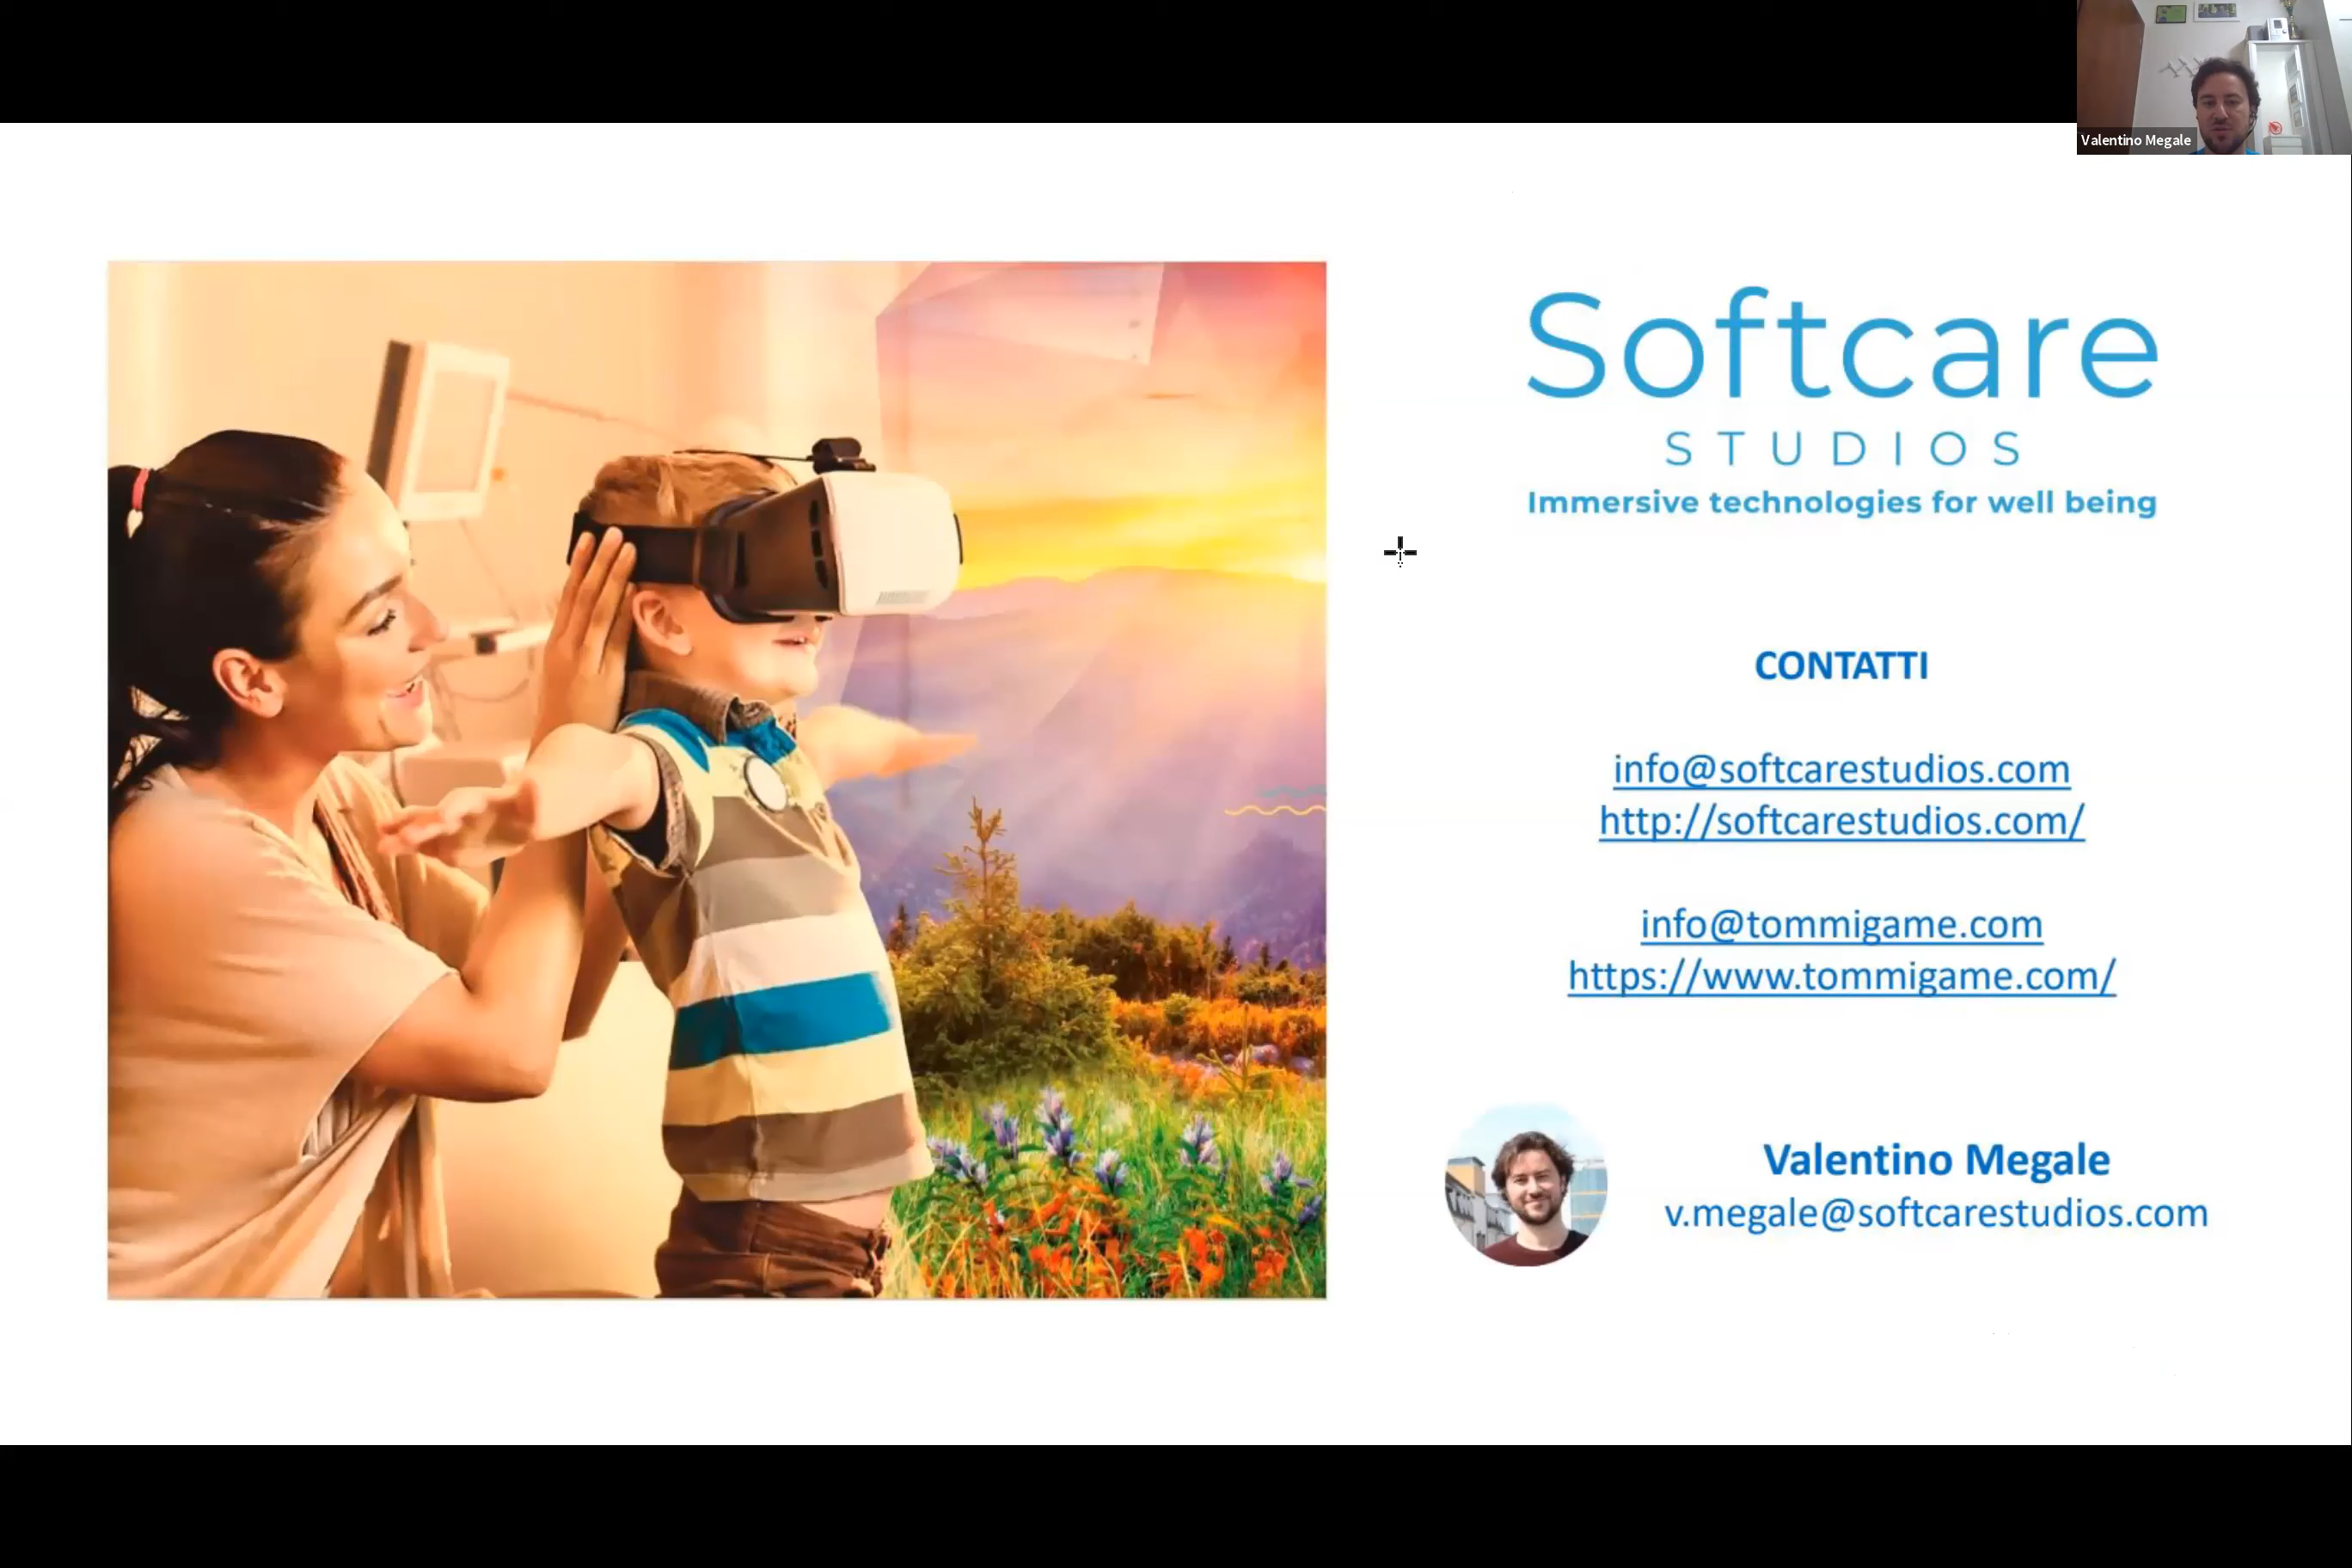 Valentino Megale
Softcare
STUDIOS
Immersive technologies for well being
CONTATTI
info@softcarestudios.com
http://softcarestudios.com/
info@tommigame.com
https://www.tommigame.com/
Valentino Megale
v.megale@softcarestudios.com